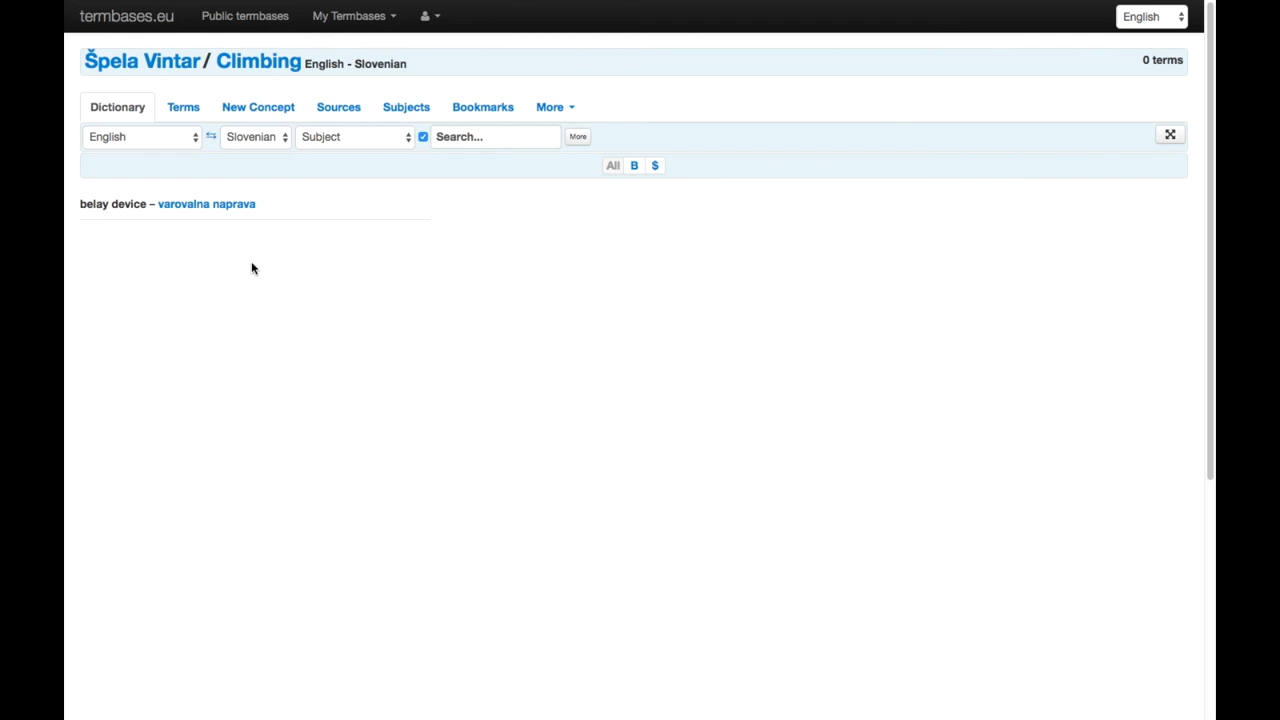 termbases.eu Public termbases My Termbases English
Špela Vintar / Climbing English - Slovenian 0 terms
Dictionary Terms New Concept Sources Subjects Bookmarks More
English Slovenian Subject Search... More
All B $
belay device – varovalna naprava